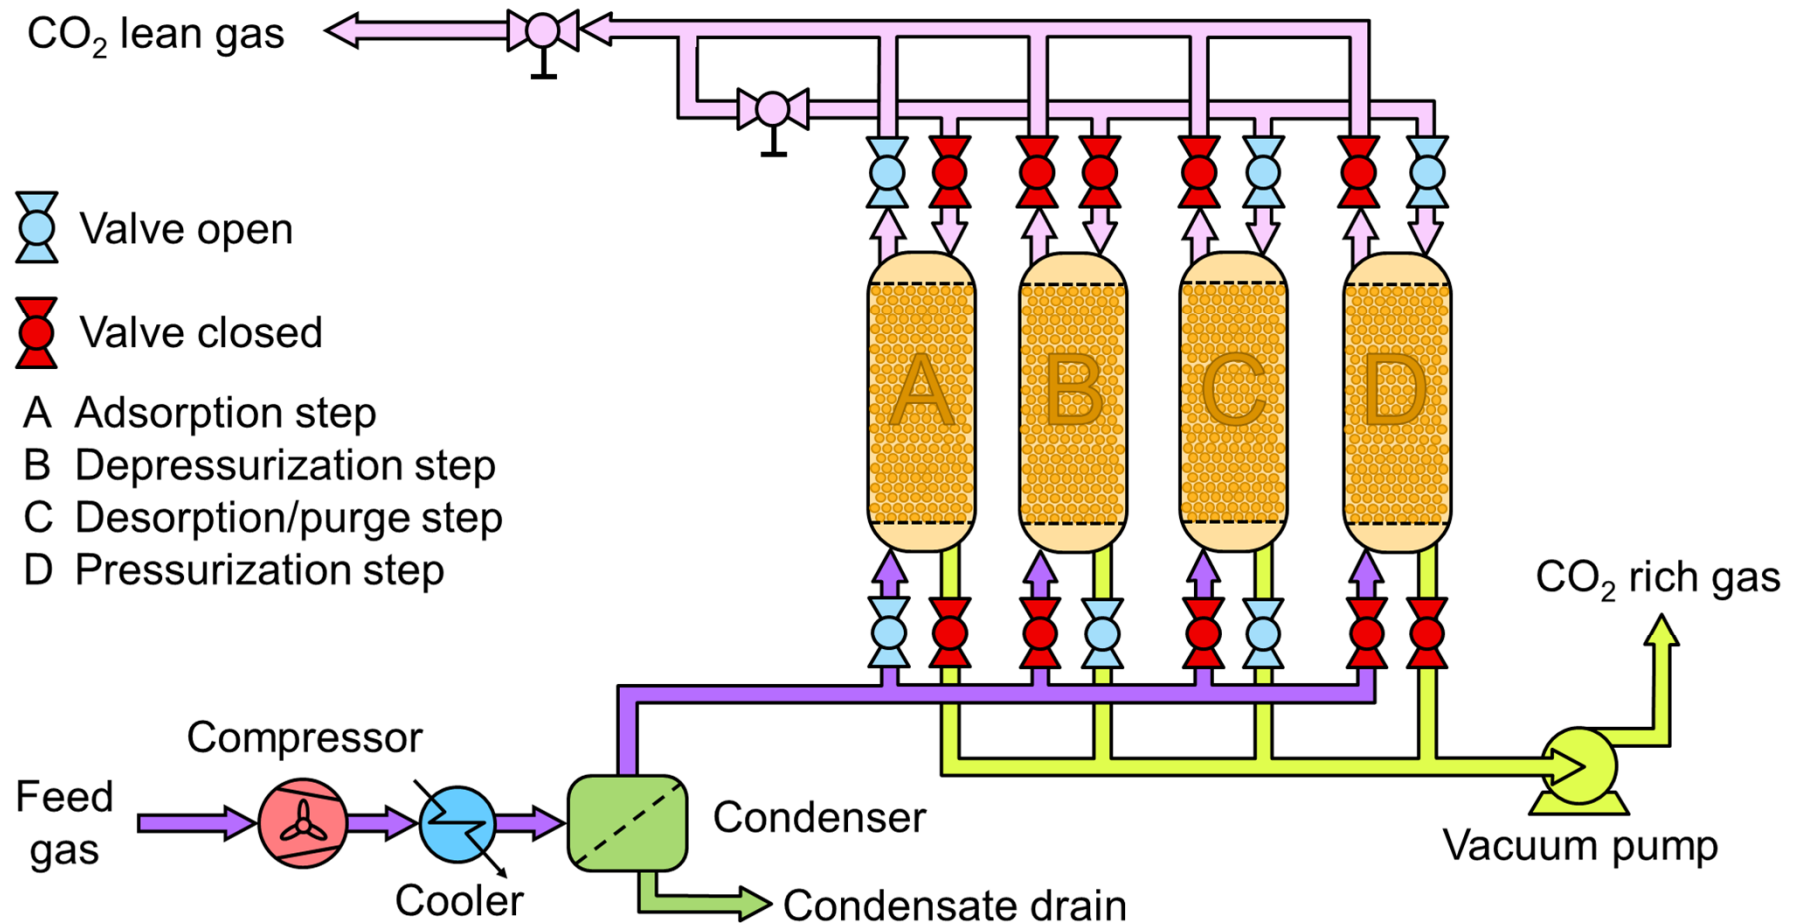 CO₂ lean gas
Valve open
Valve closed
A Adsorption step
B Depressurization step
C Desorption/purge step
D Pressurization step
A
B
C
D
CO₂ rich gas
Compressor
Feed
gas
Condenser
Vacuum pump
Cooler
Condensate drain